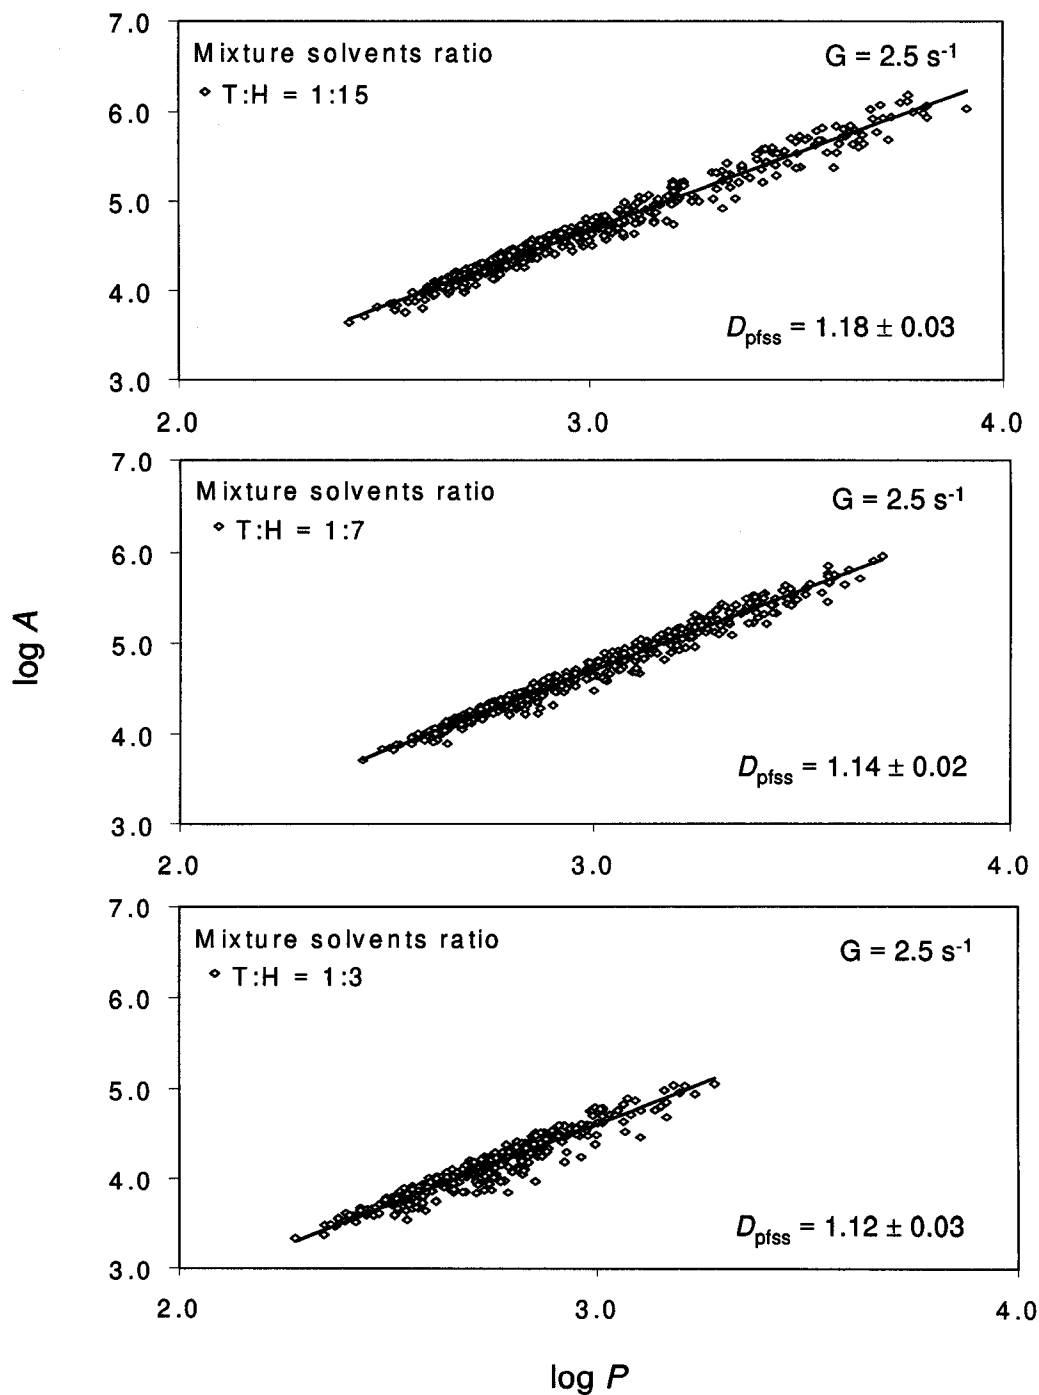 7.0
Mixture solvents ratio
G = 2.5 s⁻¹
T:H = 1:15
6.0
5.0
4.0
D_pfss = 1.18 ± 0.03
3.0
2.0 3.0 4.0
7.0
Mixture solvents ratio
G = 2.5 s⁻¹
T:H = 1:7
6.0
5.0
4.0
D_pfss = 1.14 ± 0.02
3.0
2.0 3.0 4.0
7.0
Mixture solvents ratio
G = 2.5 s⁻¹
T:H = 1:3
6.0
5.0
4.0
D_pfss = 1.12 ± 0.03
3.0
2.0 3.0 4.0
log A
log P